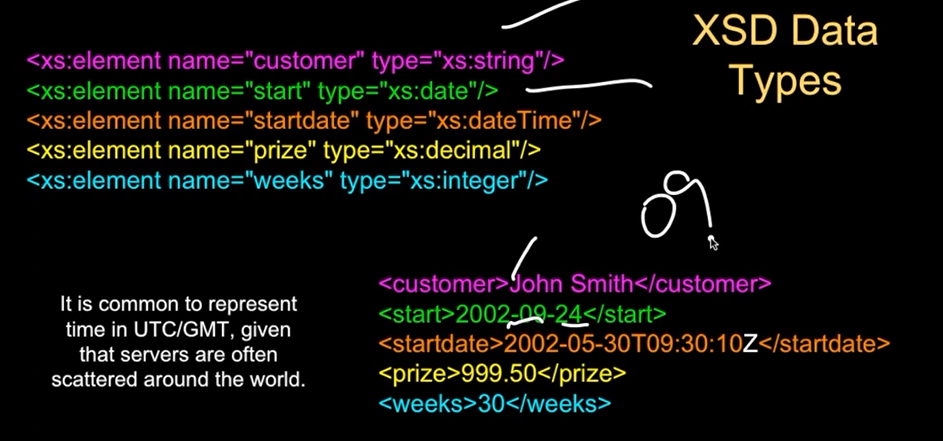 XSD Data
Types
<xs:element name="customer" type="xs:string"/>
<xs:element name="start" type="xs:date"/>
<xs:element name="startdate" type="xs:dateTime"/>
<xs:element name="prize" type="xs:decimal"/>
<xs:element name="weeks" type="xs:integer"/>
09
It is common to represent
time in UTC/GMT, given
that servers are often
scattered around the world.
<customer>John Smith</customer>
<start>2002-09-24</start>
<startdate>2002-05-30T09:30:10Z</startdate>
<prize>999.50</prize>
<weeks>30</weeks>